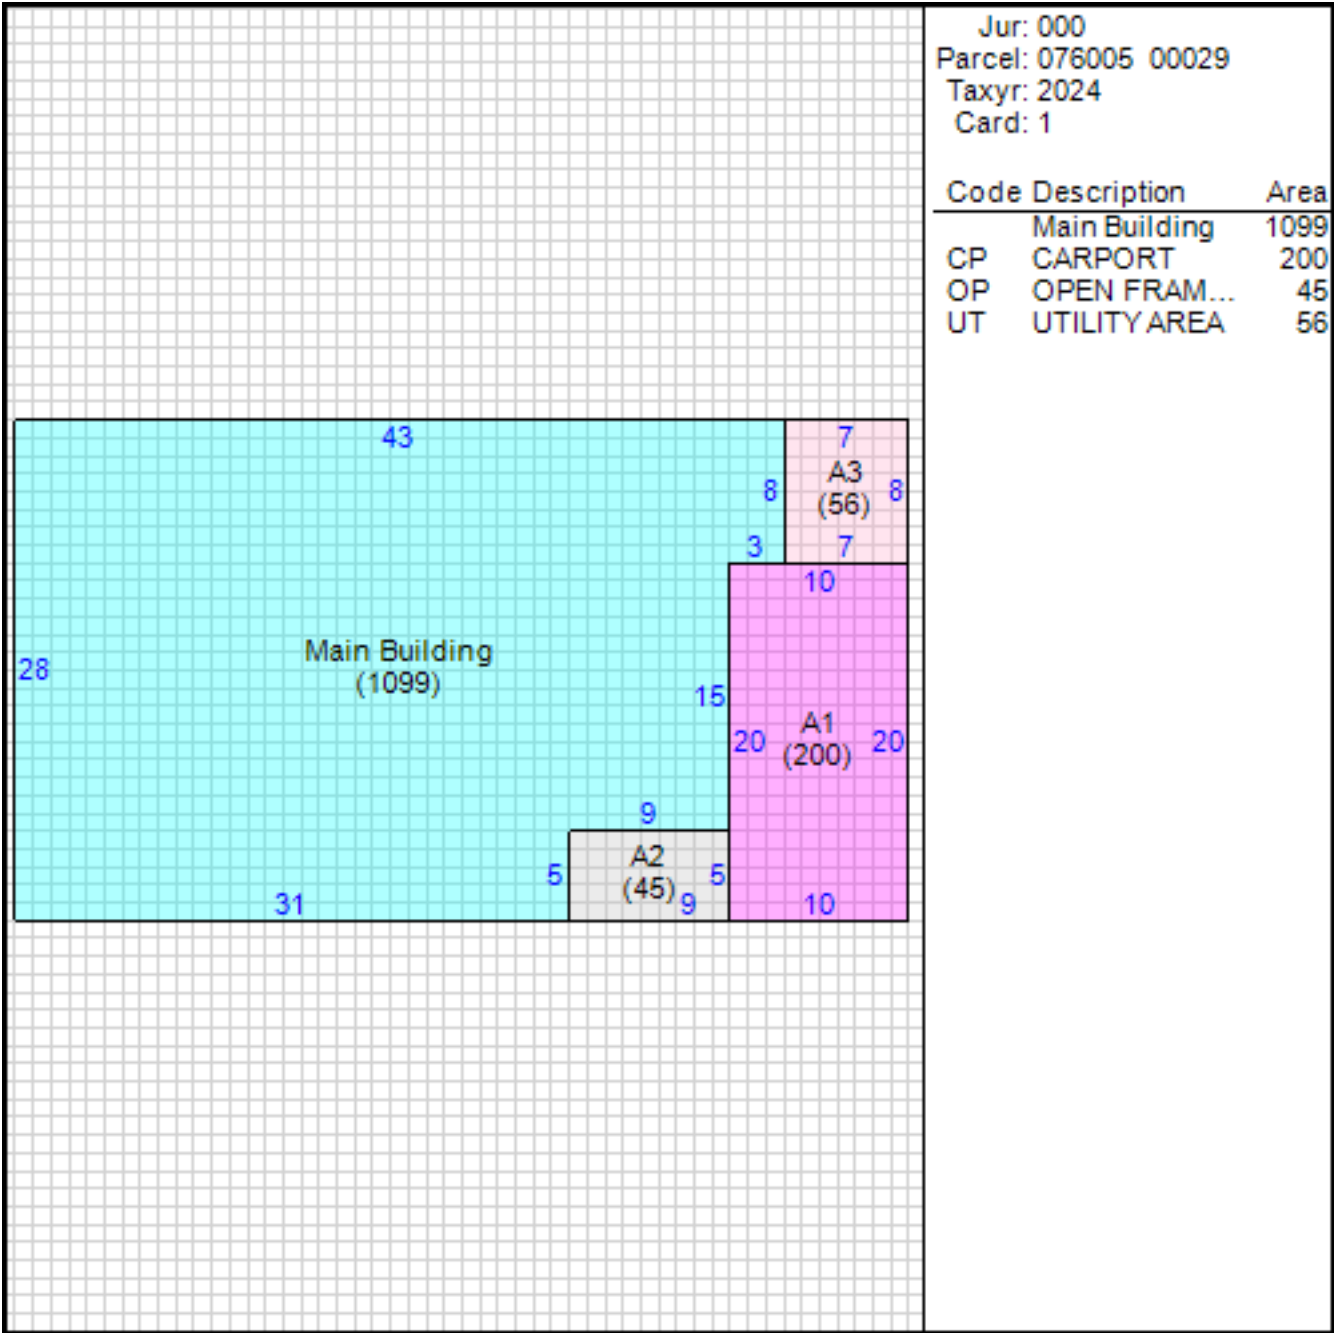 Jur: 000
Parcel: 076005 00029
Taxyr: 2024
Card: 1
Code Description Area
Main Building 1099
CP CARPORT 200
OP OPEN FRAM... 45
UT UTILITY AREA 56
43
7
A3
8
(56)
8
3
7
10
Main Building
(1099)
28
15
A1
20
(200)
20
9
A2
5
(45)
5
9
31
10